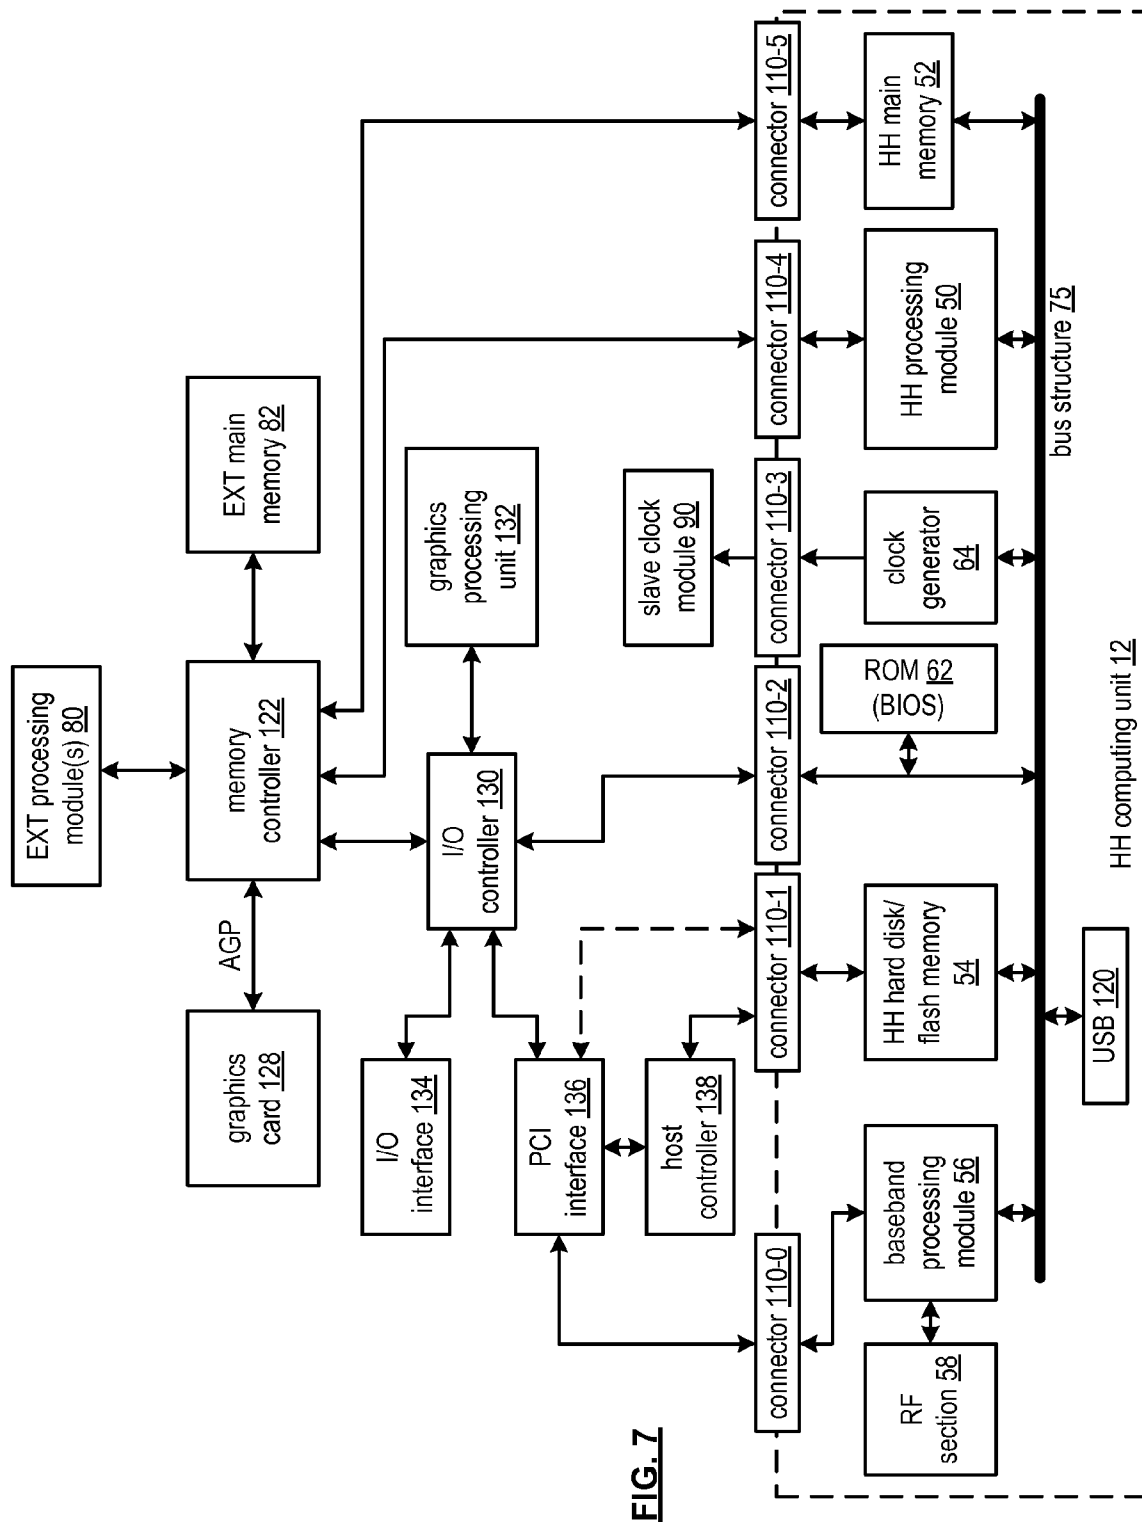 EXT processing
module(s) 80
graphics
card 128
AGP
memory
controller 122
EXT main
memory 82
I/O
interface 134
I/O
controller 130
graphics
processing
unit 132
PCI
interface 136
host
controller 138
slave clock
module 90
connector 110-0
connector 110-1
connector 110-2
connector 110-3
connector 110-4
connector 110-5
RF
section 58
baseband
processing
module 56
HH hard disk/
flash memory
54
ROM 62
(BIOS)
clock
generator
64
HH processing
module 50
HH main
memory 52
bus structure 75
USB 120
HH computing unit 12
FIG. 7